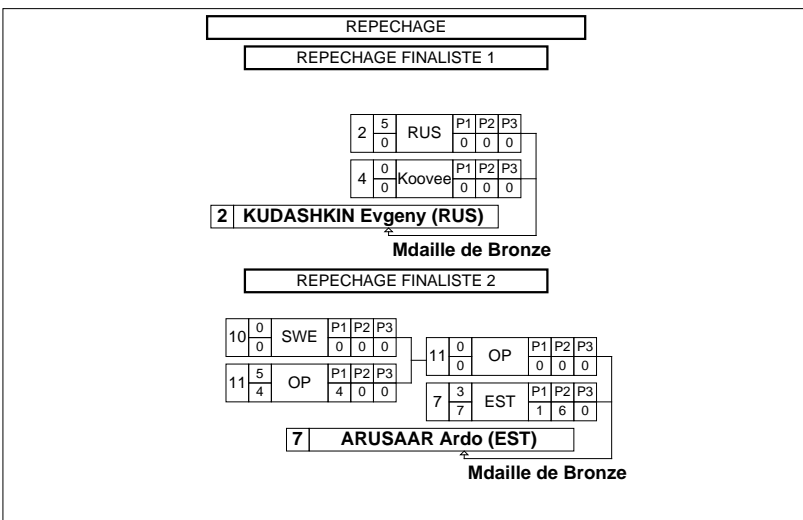 REPECHAGE
REPECHAGE FINALISTE 1
2 5 RUS P1 P2 P3
0 0 0 0
4 0 Koovee P1 P2 P3
0 0 0 0
2 KUDASHKIN Evgeny (RUS)
Mdaille de Bronze
REPECHAGE FINALISTE 2
10 0 SWE P1 P2 P3
0 0 0 0
11 5 OP P1 P2 P3
4 4 0 0
11 0 OP P1 P2 P3
0 0 0 0
7 3 EST P1 P2 P3
7 1 6 0
7 ARUSAAR Ardo (EST)
Mdaille de Bronze